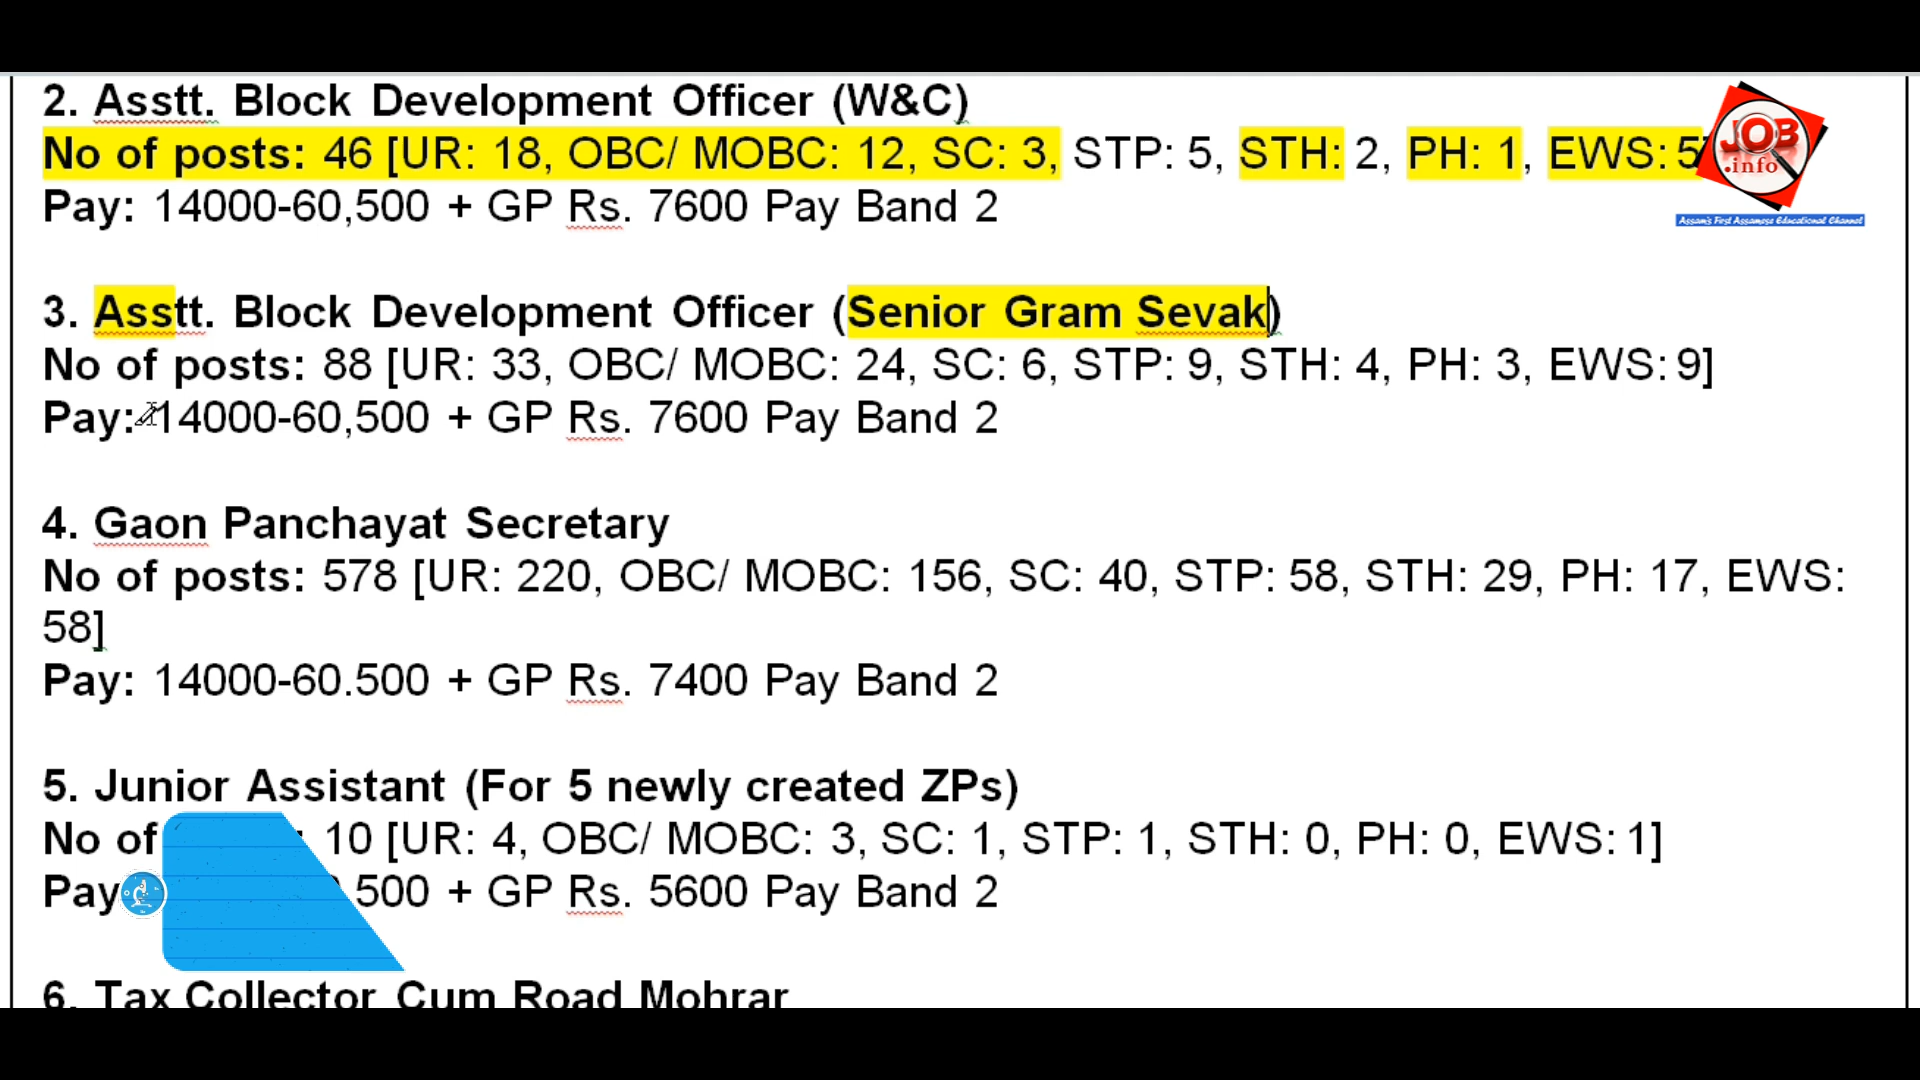 2. Asstt. Block Development Officer (W&C)
No of posts: 46 [UR: 18, OBC/ MOBC: 12, SC: 3, STP: 5, STH: 2, PH: 1, EWS: 5
JOB
.info
Assam's First Assamese Educational Channel
Pay: 14000-60,500 + GP Rs. 7600 Pay Band 2
3. Asstt. Block Development Officer (Senior Gram Sevak)
No of posts: 88 [UR: 33, OBC/ MOBC: 24, SC: 6, STP: 9, STH: 4, PH: 3, EWS: 9]
Pay: 14000-60,500 + GP Rs. 7600 Pay Band 2
4. Gaon Panchayat Secretary
No of posts: 578 [UR: 220, OBC/ MOBC: 156, SC: 40, STP: 58, STH: 29, PH: 17, EWS:
58]
Pay: 14000-60.500 + GP Rs. 7400 Pay Band 2
5. Junior Assistant (For 5 newly created ZPs)
No of : 10 [UR: 4, OBC/ MOBC: 3, SC: 1, STP: 1, STH: 0, PH: 0, EWS: 1]
Pay .500 + GP Rs. 5600 Pay Band 2
6. Tax Collector Cum Road Mohrar